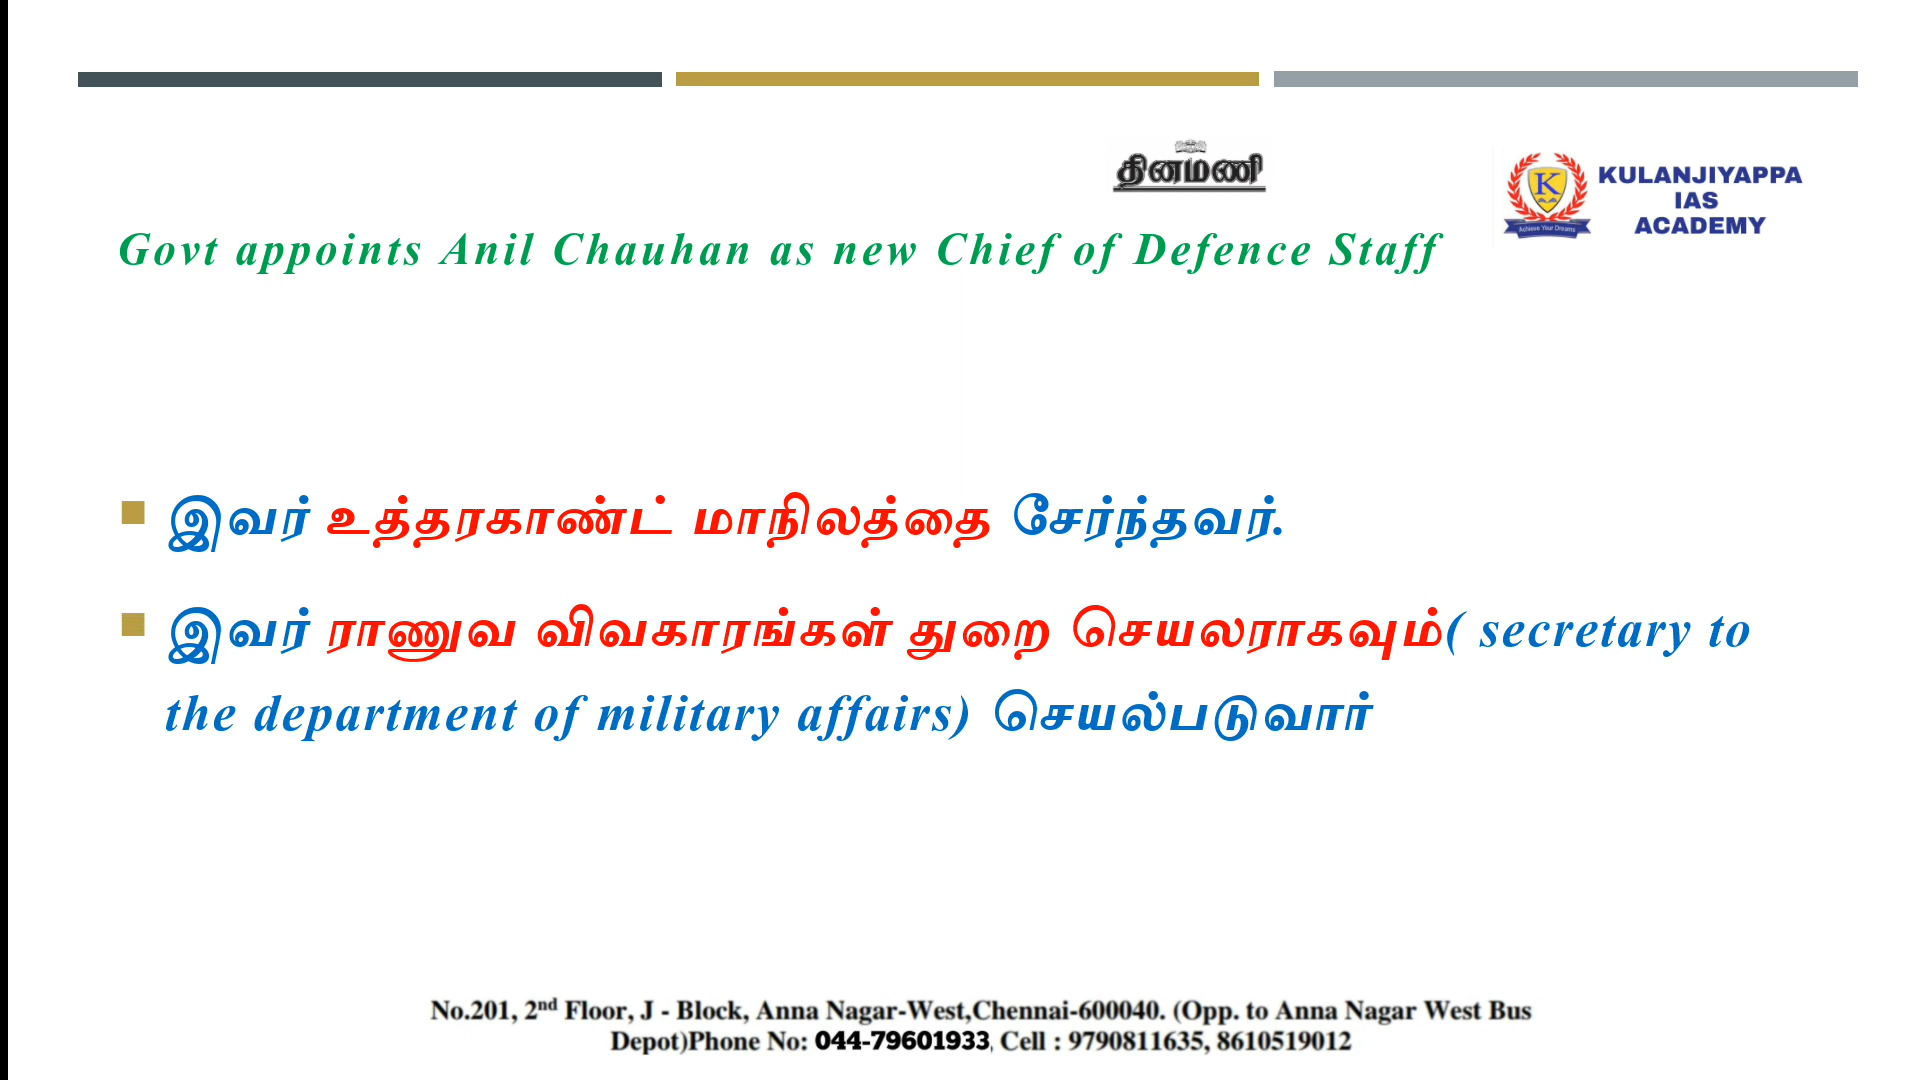 தினமணி
KULANJIYAPPA
IAS
ACADEMY
K
Achieve Your Dreams
Govt appoints Anil Chauhan as new Chief of Defence Staff
இவர் உத்தரகாண்ட் மாநிலத்தை சேர்ந்தவர்.
இவர் ராணுவ விவகாரங்கள் துறை செயலராகவும்( secretary to
the department of military affairs) செயல்படுவார்
No.201, 2nd Floor, J - Block, Anna Nagar-West,Chennai-600040. (Opp. to Anna Nagar West Bus
Depot)Phone No: 044-79601933, Cell : 9790811635, 8610519012